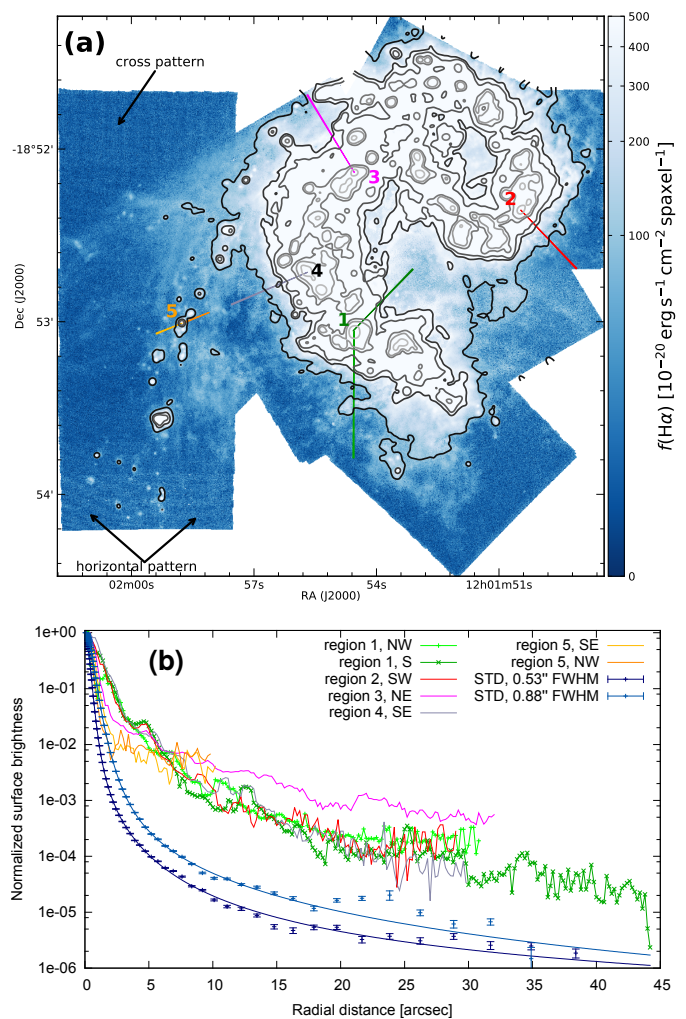 (a)
cross pattern
3
2
4
5
1
horizontal pattern
-18°52'
53'
54'
Dec (J2000)
02m00s 57s 54s 12h01m51s
RA (J2000)
500
400
300
200
100
0
f(Hα) [10⁻²⁰ erg s⁻¹ cm⁻² spaxel⁻¹]
(b)
region 1, NW
region 1, S
region 2, SW
region 3, NE
region 4, SE
region 5, SE
region 5, NW
STD, 0.53" FWHM
STD, 0.88" FWHM
1e+00
1e-01
1e-02
1e-03
1e-04
1e-05
1e-06
Normalized surface brightness
0 5 10 15 20 25 30 35 40 45
Radial distance [arcsec]